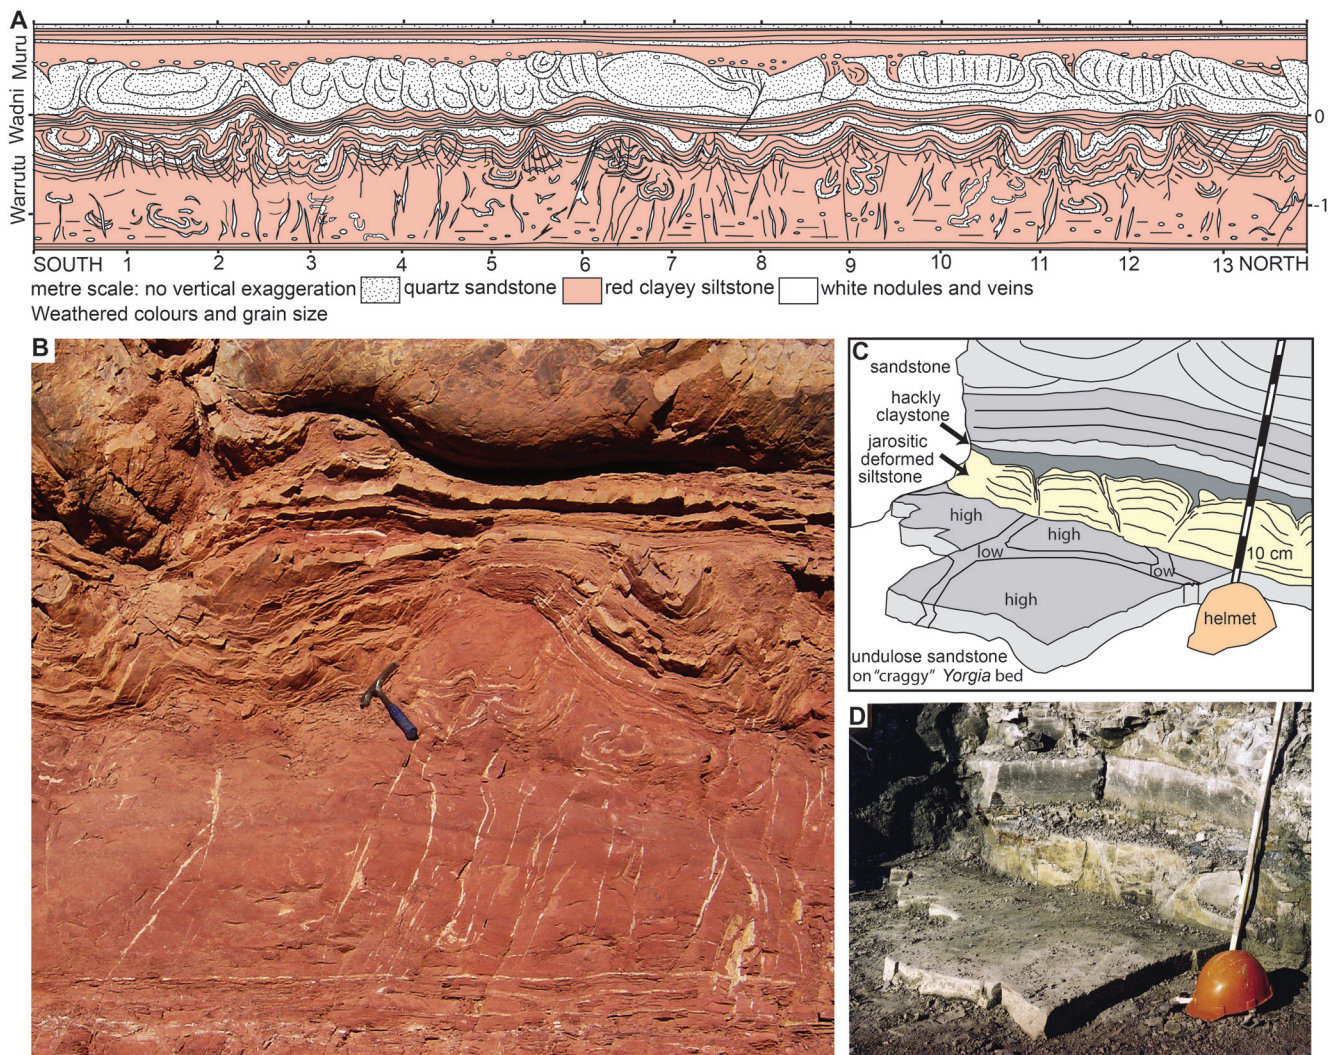 A
Muru
Wadni
Warrutu
0
-1
SOUTH 1 2 3 4 5 6 7 8 9 10 11 12 13 NORTH
metre scale: no vertical exaggeration quartz sandstone red clayey siltstone white nodules and veins
Weathered colours and grain size
B
C
sandstone
hackly
claystone
jarositic
deformed
siltstone
high
high
low
low
high
10 cm
helmet
undulose sandstone
on “craggy” Yorgia bed
D